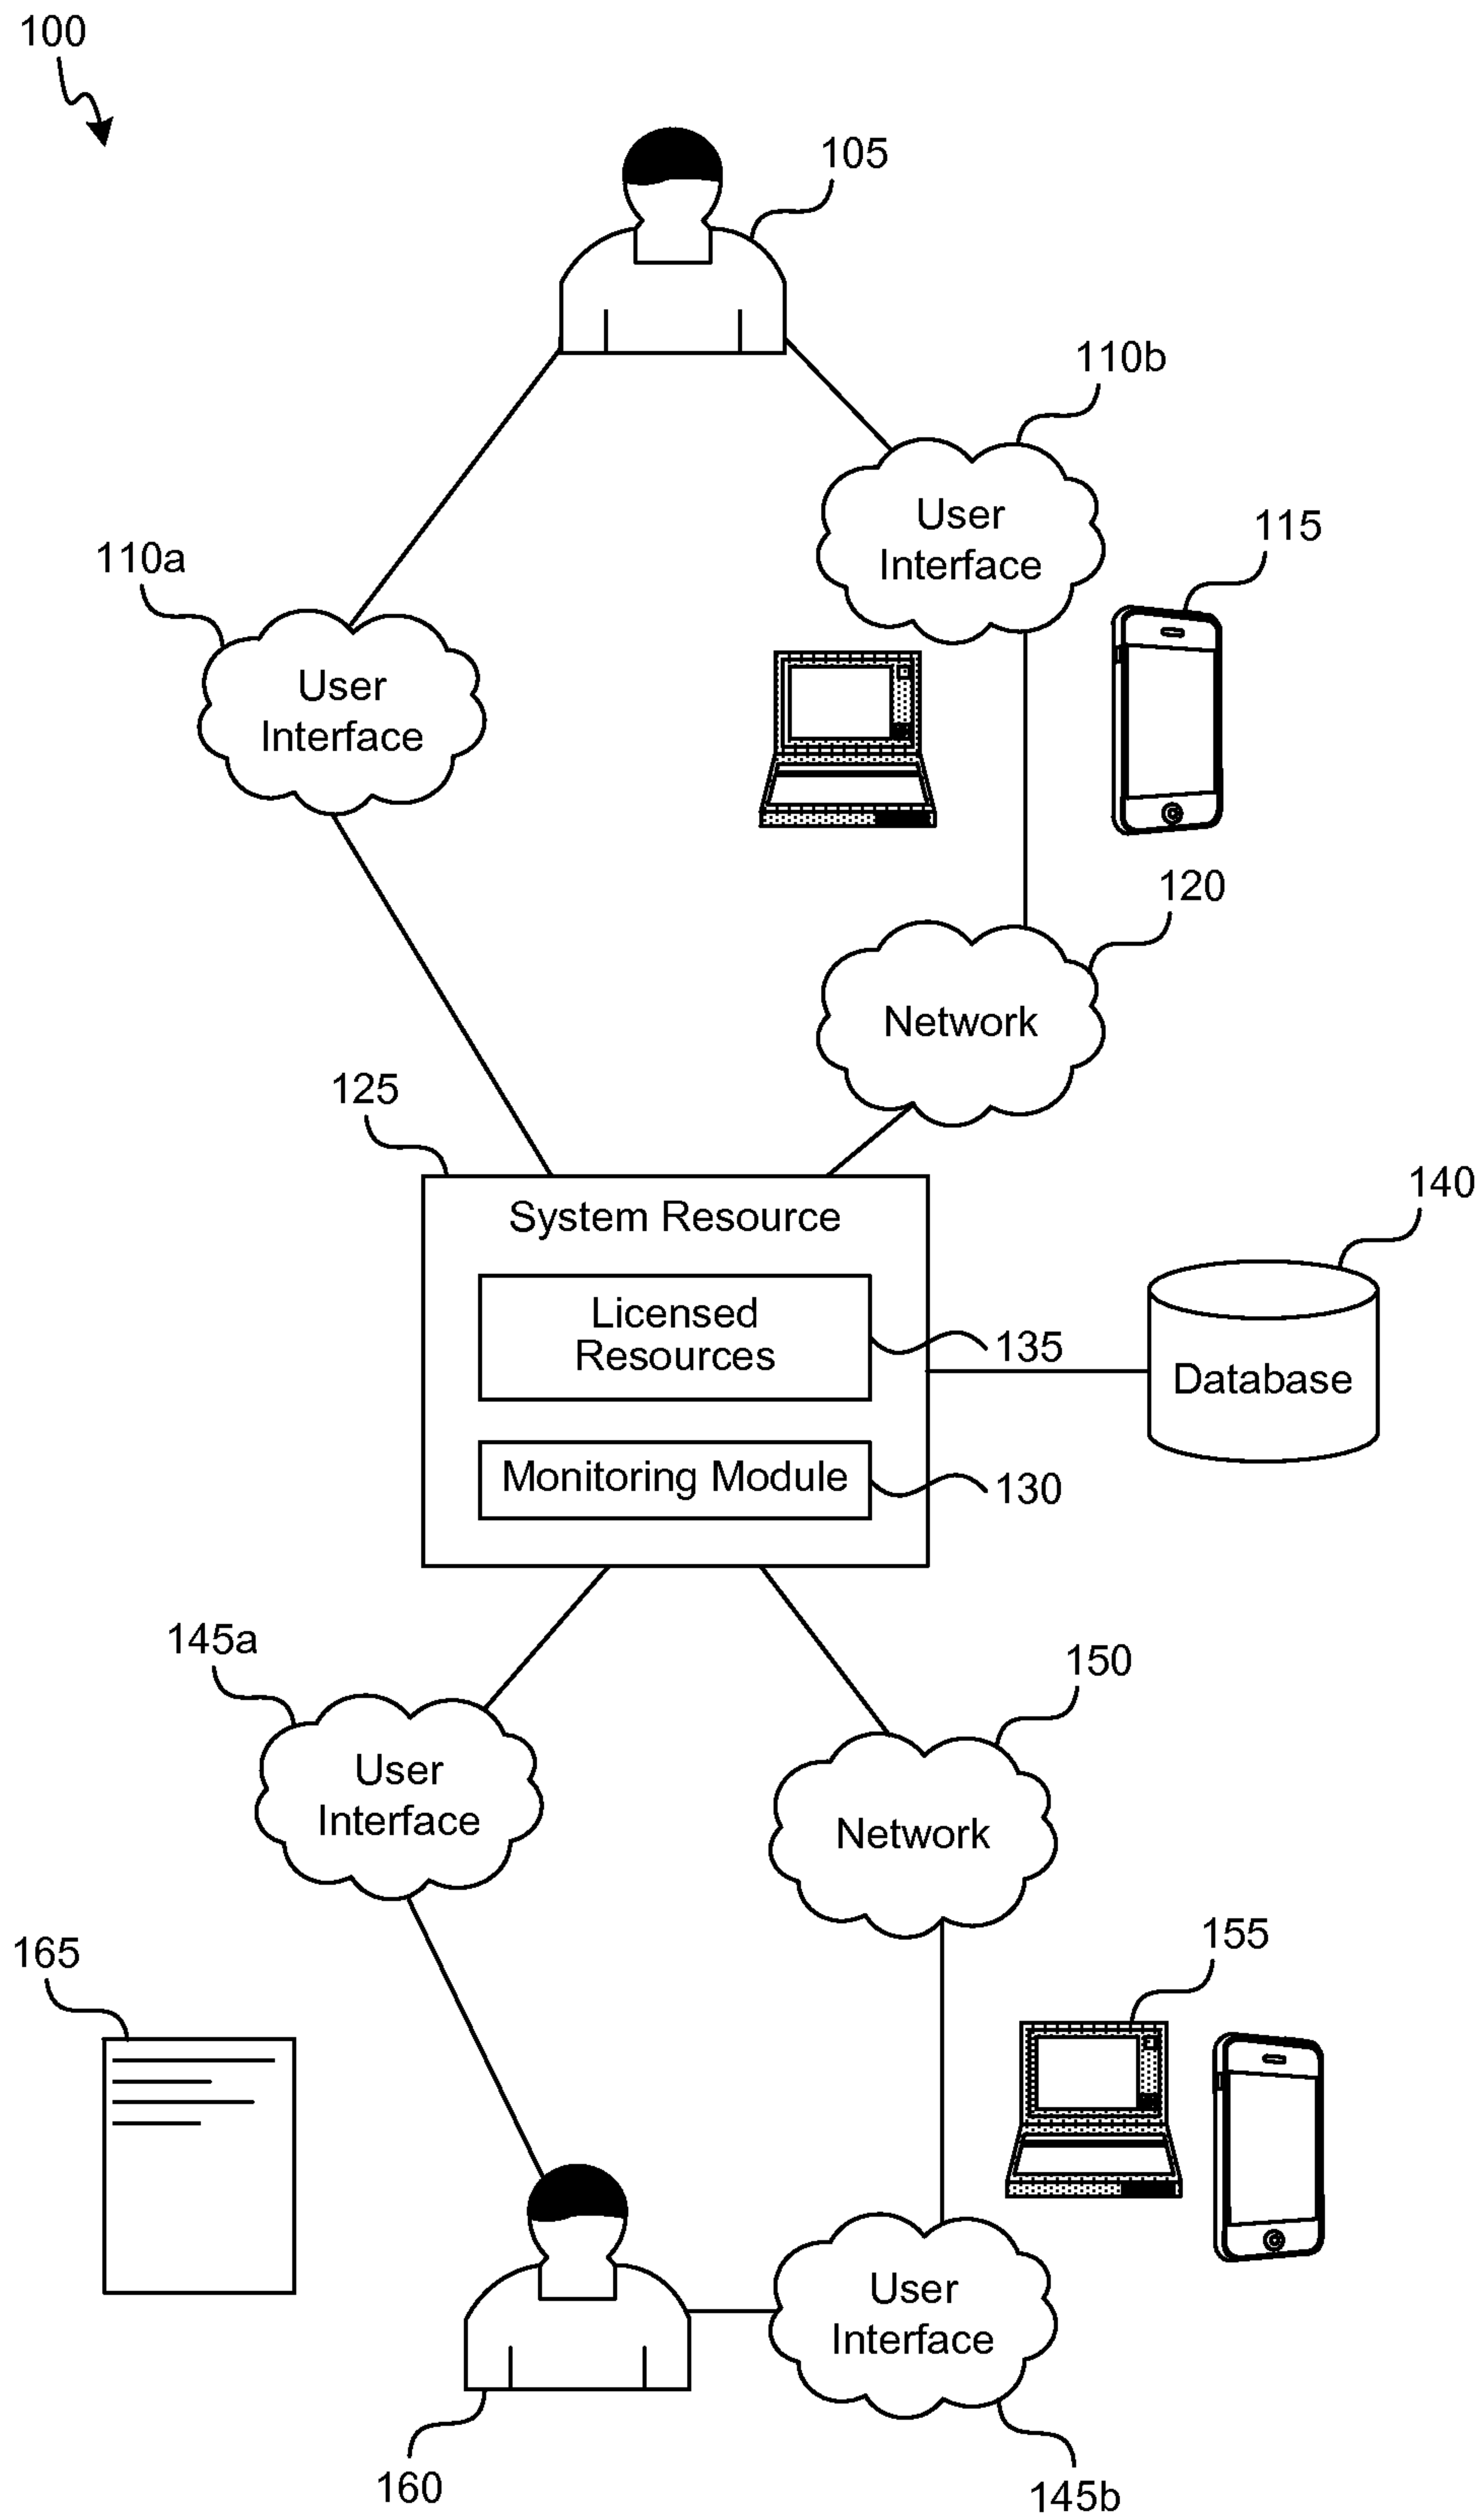 100
105
110b
User
Interface
115
110a
User
Interface
120
Network
125
System Resource
140
Licensed
Resources
135
Database
Monitoring Module
130
145a
150
User
Interface
Network
155
165
User
Interface
160
145b